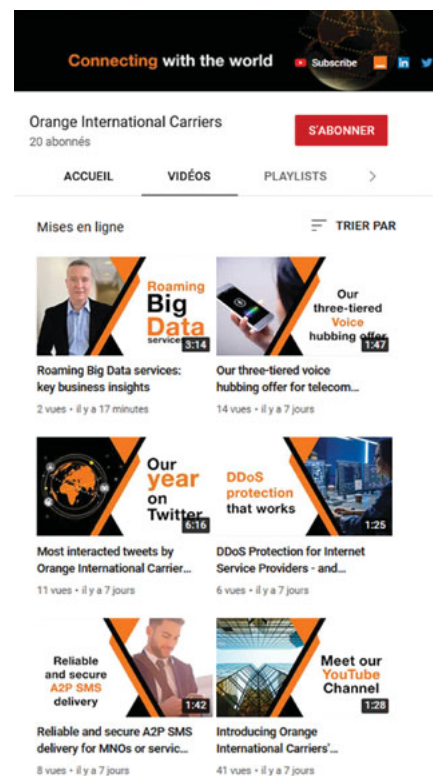 Connecting with the world
Subscribe
Orange International Carriers
20 abonnés
S'ABONNER
ACCUEIL VIDÉOS PLAYLISTS
Mises en ligne
TRIER PAR
Roaming
Big
Data
services
3:14
Roaming Big Data services:
key business insights
2 vues • il y a 17 minutes
Our
three-tiered
Voice
hubbing offer
1:47
Our three-tiered voice
hubbing offer for telecom...
14 vues • il y a 7 jours
Our
year
on
Twitter
6:16
Most interacted tweets by
Orange International Carrier...
11 vues • il y a 7 jours
DDoS
protection
that works
1:25
DDoS Protection for Internet
Service Providers - and...
6 vues • il y a 7 jours
Reliable
and secure
A2P SMS
delivery
1:42
Reliable and secure A2P SMS
delivery for MNOs or servic...
8 vues • il y a 7 jours
Meet our
YouTube
Channel
1:28
Introducing Orange
International Carriers'...
41 vues • il y a 7 jours